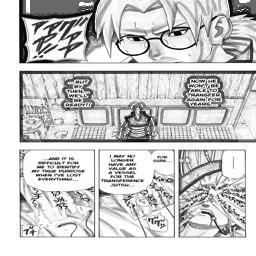 NOW HE
WON'T BE
ABLE TO
TRANSFER
AGAIN FOR
YEARS...
...BUT
BY THEN,
WE'LL
BE
READY!!
FOR
SURE...
I MAY NO
LONGER
HAVE ANY
VALUE AS
A VESSEL
FOR THE
TRANSFERENCE
JUTSU...
...AND IT IS
DIFFICULT FOR
ME TO IDENTIFY
MY TRUE PURPOSE
WHEN I'VE LOST
EVERYTHING...